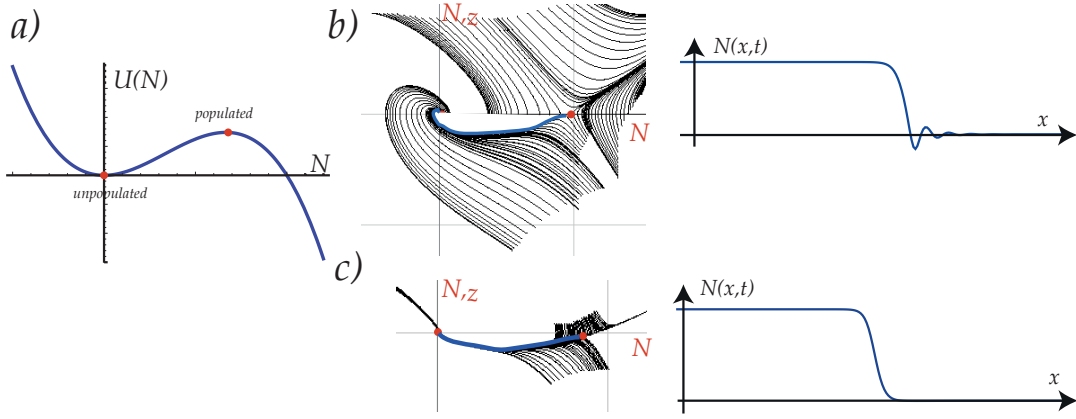 a)
U(N)
populated
N
unpopulated
b)
N,z
N
N(x,t)
x
c)
N,z
N
N(x,t)
x